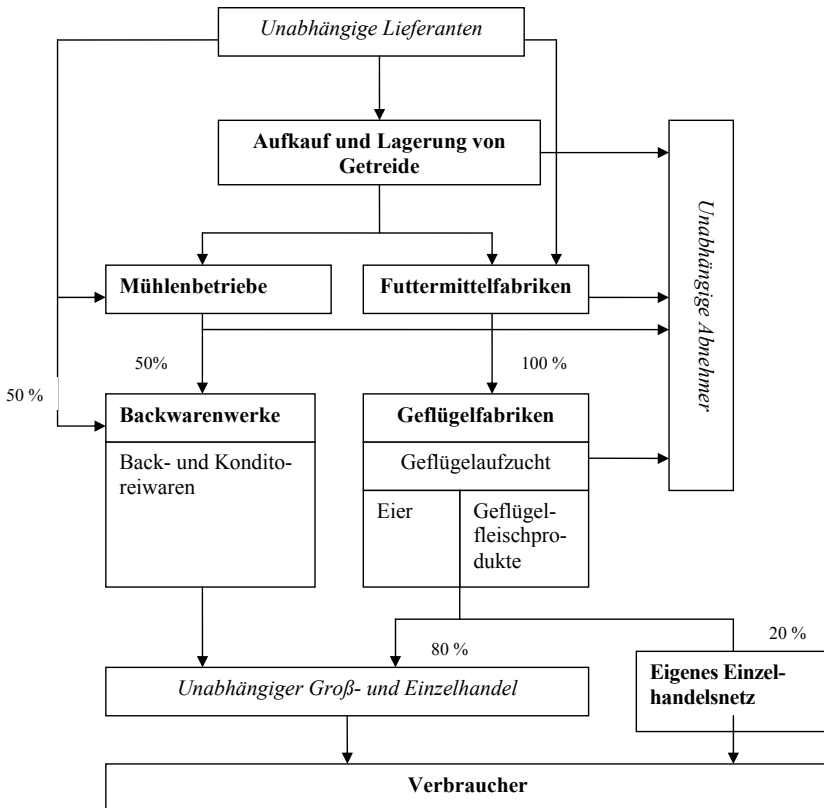 Unabhängige Lieferanten
Aufkauf und Lagerung von
Getreide
Unabhängige Abnehmer
Mühlenbetriebe
Futtermittelfabriken
50%
100 %
50 %
Backwarenwerke
Geflügelfabriken
Back- und Kondito-
reiwaren
Geflügelaufzucht
Eier
Geflügel-
fleischpro-
dukte
80 %
20 %
Unabhängiger Groß- und Einzelhandel
Eigenes Einzel-
handelsnetz
Verbraucher